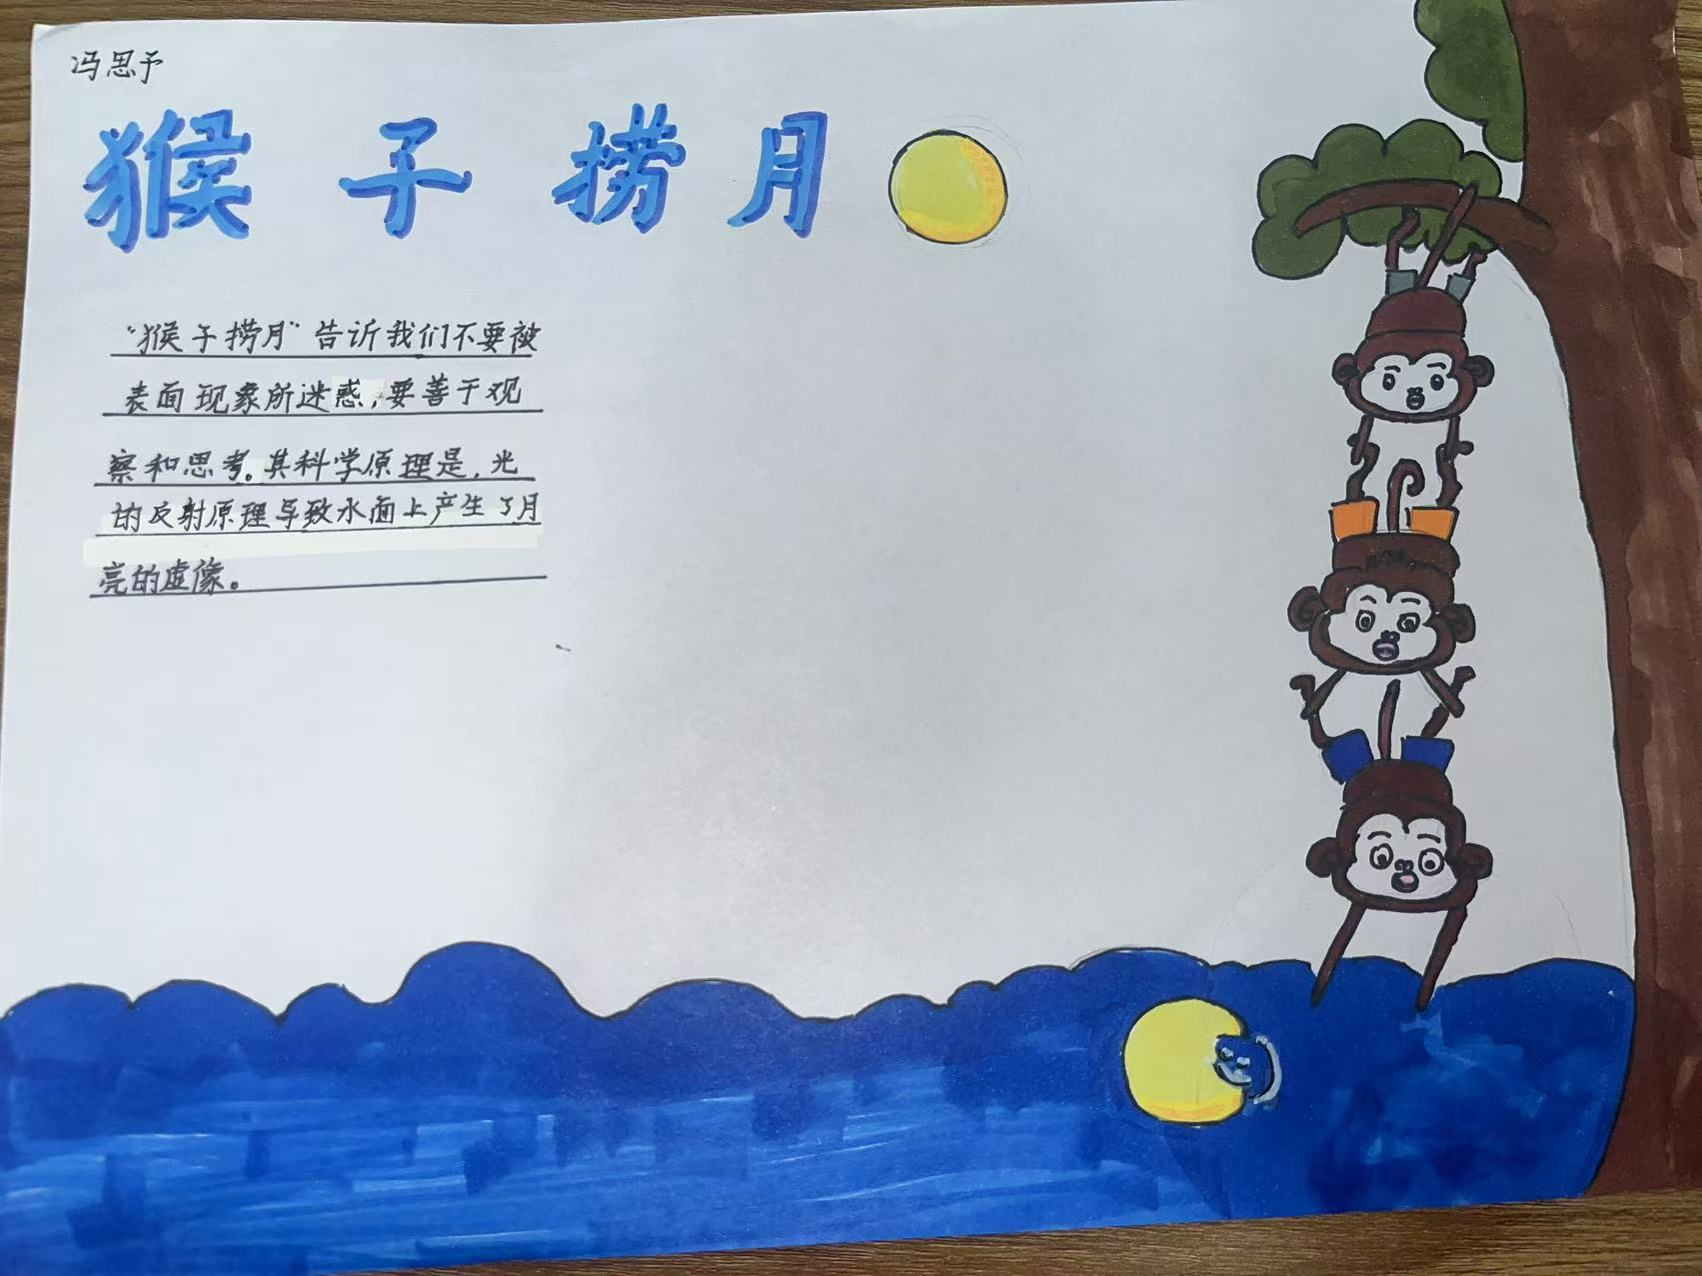 冯思予
猴子捞月
“猴子捞月”告诉我们不要被
表面现象所迷惑,要善于观
察和思考。其科学原理是,光
的反射原理导致水面上产生了月
亮的虚像。